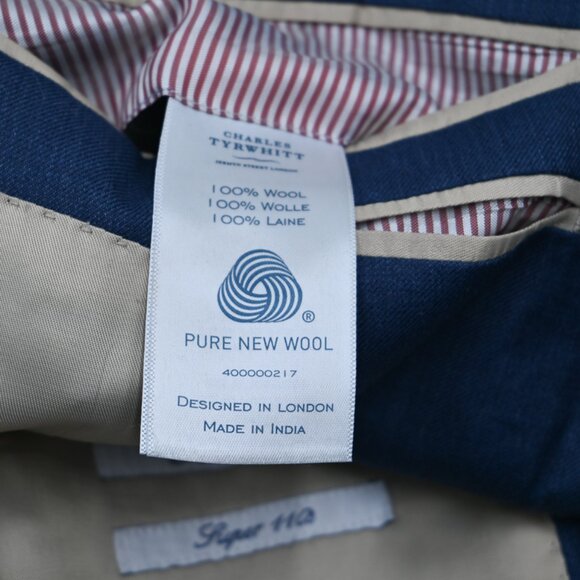 CHARLES
TYRWHITT
JERMYN STREET LONDON
100% WOOL
100% WOLLE
100% LAINE
®
PURE NEW WOOL
400000217
DESIGNED IN LONDON
MADE IN INDIA
Super 110s